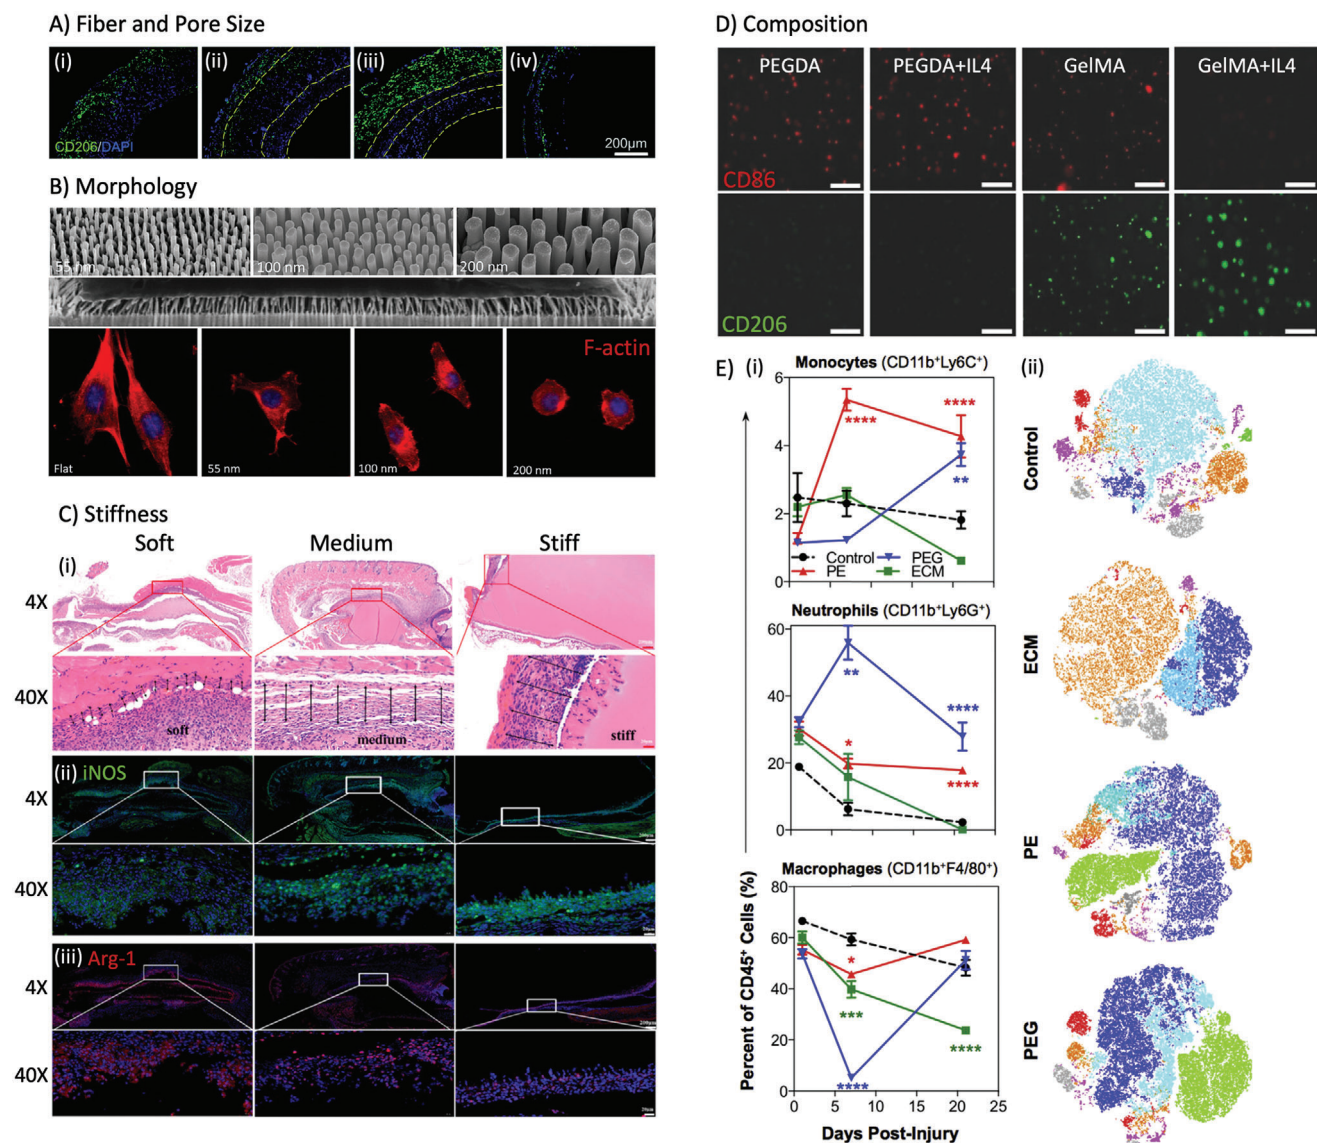 A) Fiber and Pore Size
(i)
(ii)
(iii)
(iv)
CD206/DAPI
200µm
B) Morphology
55 nm
100 nm
200 nm
F-actin
Flat
55 nm
100 nm
200 nm
C) Stiffness
Soft
Medium
Stiff
(i)
4X
40X
soft
medium
stiff
(ii) iNOS
4X
40X
(iii) Arg-1
4X
40X
D) Composition
PEGDA
PEGDA+IL4
GelMA
GelMA+IL4
CD86
CD206
E) (i)
Monocytes (CD11b⁺Ly6C⁺)
6
4
2
0
****
****
**
Control
PEG
PE
ECM
Neutrophils (CD11b⁺Ly6G⁺)
60
40
20
0
**
****
*
****
Macrophages (CD11b⁺F4/80⁺)
80
60
40
20
0
*
***
****
****
0
5
10
15
20
25
Days Post-Injury
Percent of CD45⁺ Cells (%)
(ii)
Control
ECM
PE
PEG